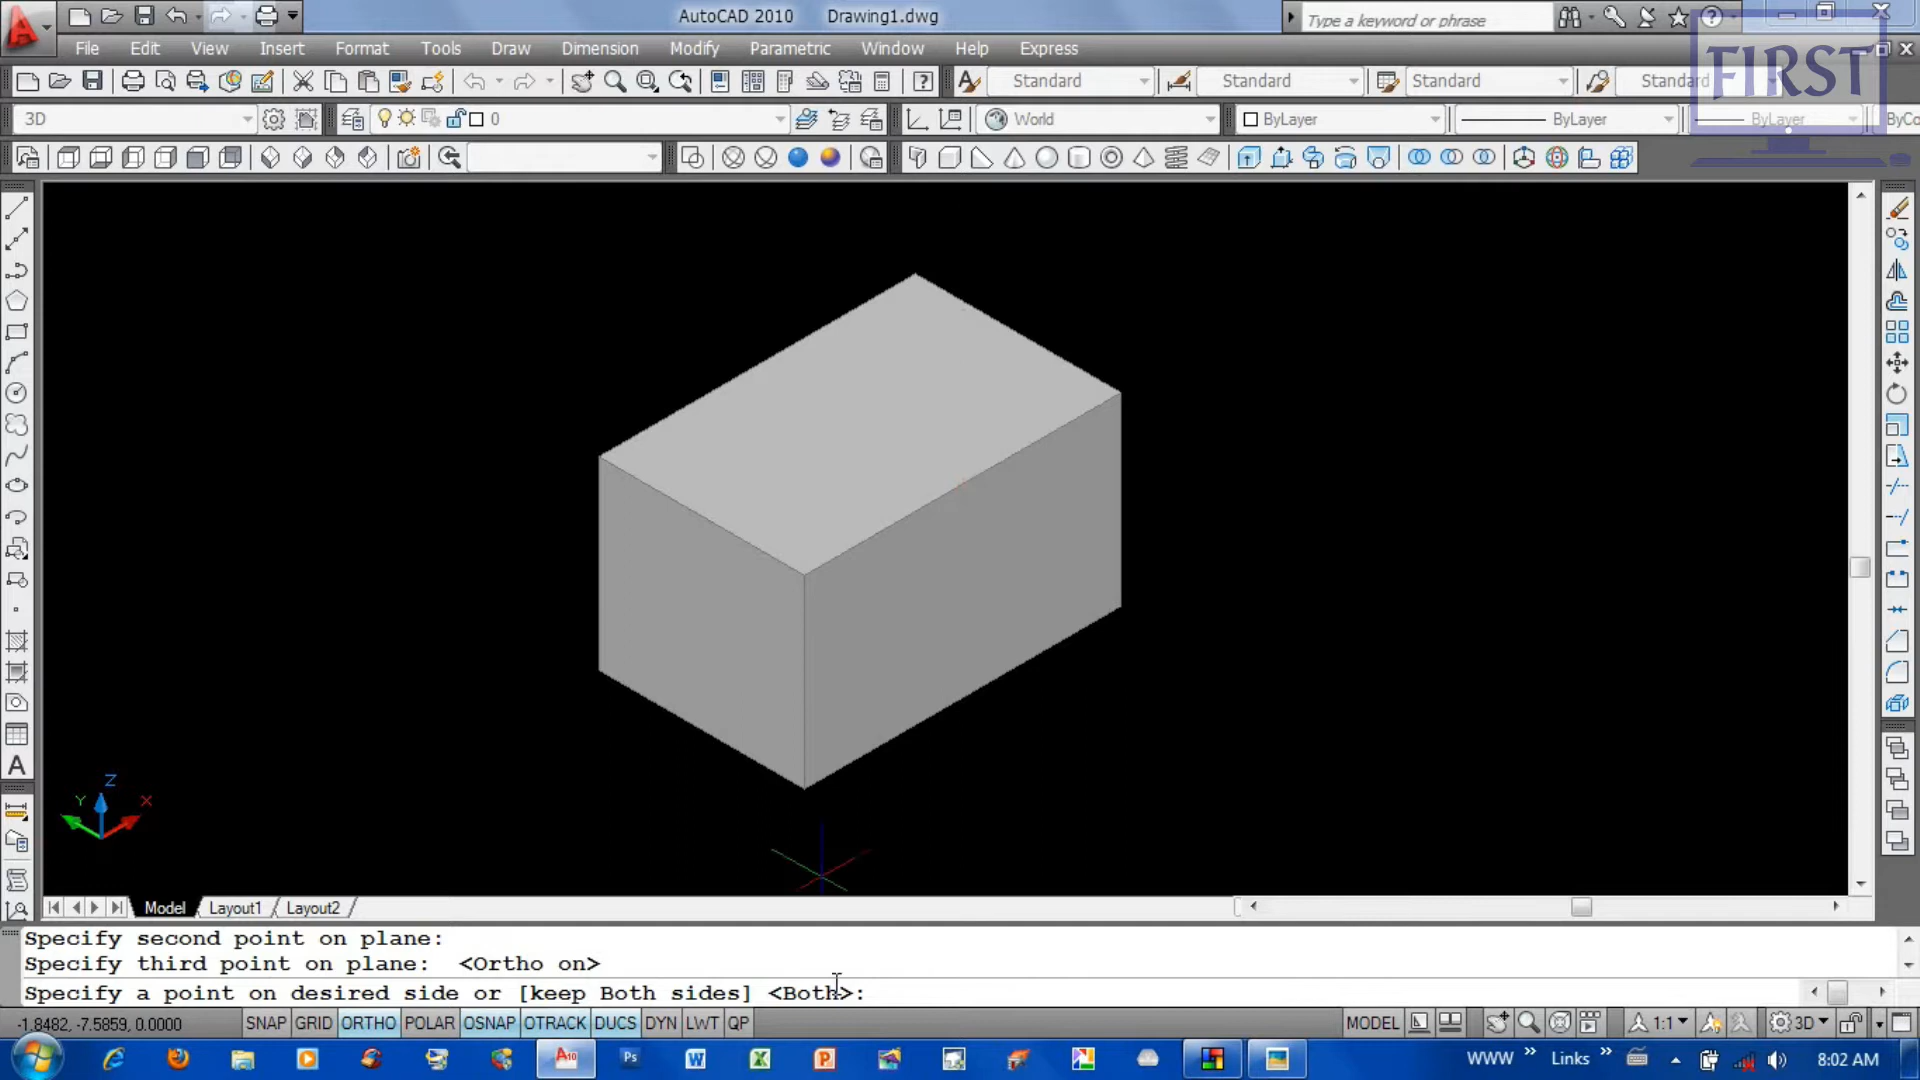 AutoCAD 2010 Drawing1.dwg
Type a keyword or phrase
File Edit View Insert Format Tools Draw Dimension Modify Parametric Window Help Express
FIRST
Standard Standard Standard Standard
3D 0 World ByLayer ByLayer ByLayer ByCo
Z
Y X
Model Layout1 Layout2
Specify second point on plane:
Specify third point on plane: <Ortho on>
Specify a point on desired side or [keep Both sides] <Both>:
-1.8482, -7.5859, 0.0000 SNAP GRID ORTHO POLAR OSNAP OTRACK DUCS DYN LWT QP MODEL 1:1 3D
WWW » Links » 8:02 AM